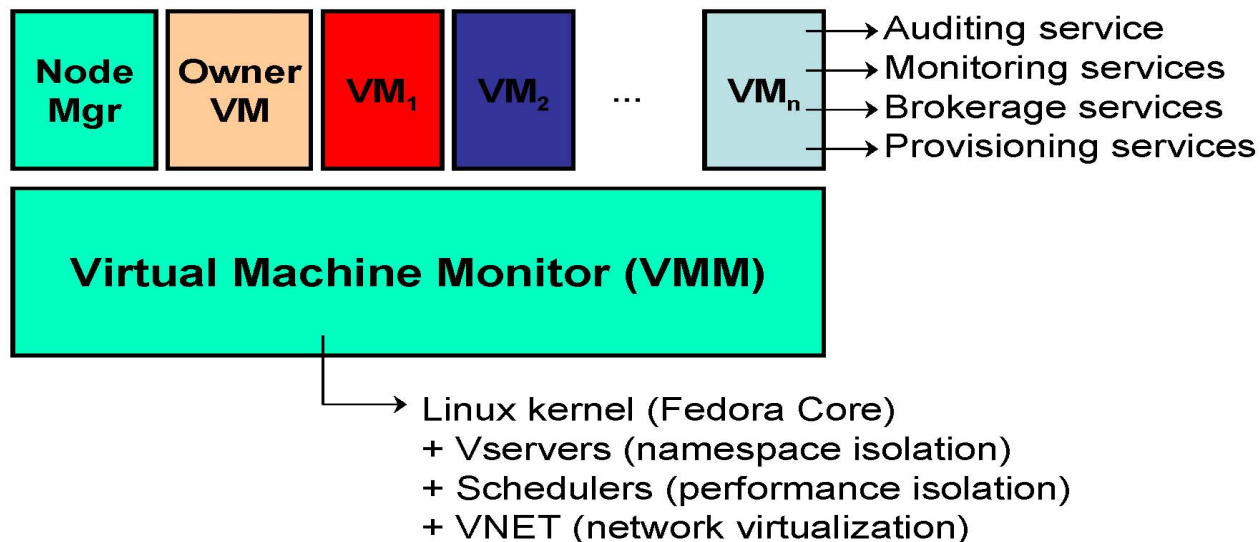 Node
Mgr
Owner
VM
VM1
VM2
...
VMn
Auditing service
Monitoring services
Brokerage services
Provisioning services
Virtual Machine Monitor (VMM)
Linux kernel (Fedora Core)
+ Vservers (namespace isolation)
+ Schedulers (performance isolation)
+ VNET (network virtualization)